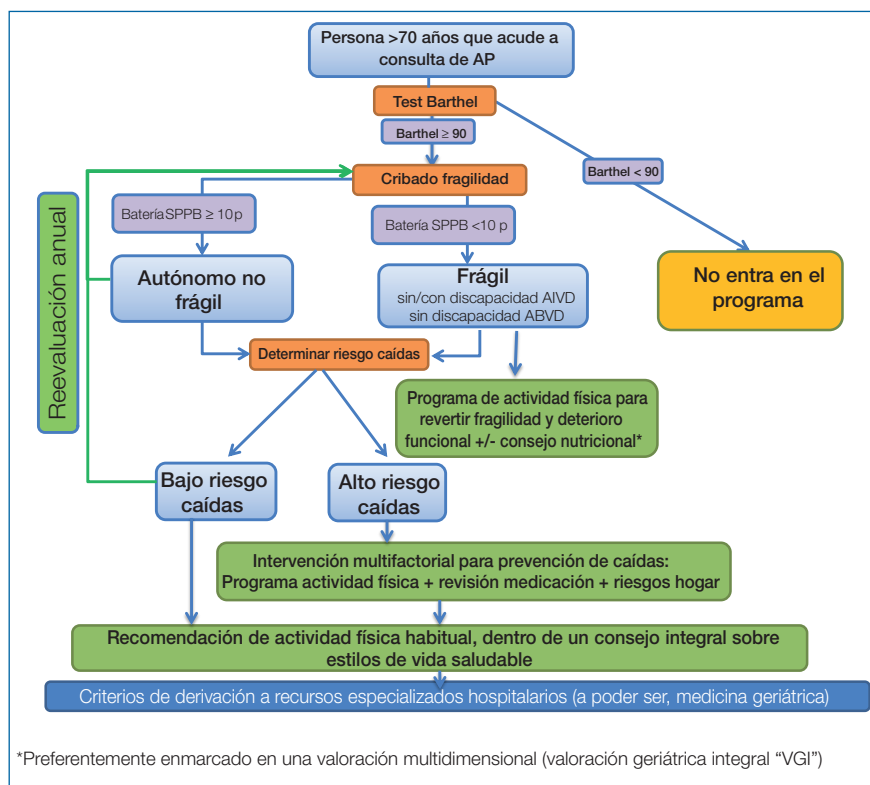 Persona >70 años que acude a
consulta de AP
Test Barthel
Barthel ≥ 90
Barthel < 90
Cribado fragilidad
Reevaluación anual
Batería SPPB ≥ 10 p
Batería SPPB <10 p
Autónomo no
frágil
Frágil
sin/con discapacidad AIVD
sin discapacidad ABVD
No entra en el
programa
Determinar riesgo caídas
Programa de actividad física para
revertir fragilidad y deterioro
funcional +/- consejo nutricional*
Bajo riesgo
caídas
Alto riesgo
caídas
Intervención multifactorial para prevención de caídas:
Programa actividad física + revisión medicación + riesgos hogar
Recomendación de actividad física habitual, dentro de un consejo integral sobre
estilos de vida saludable
Criterios de derivación a recursos especializados hospitalarios (a poder ser, medicina geriátrica)
*Preferentemente enmarcado en una valoración multidimensional (valoración geriátrica integral “VGI”)